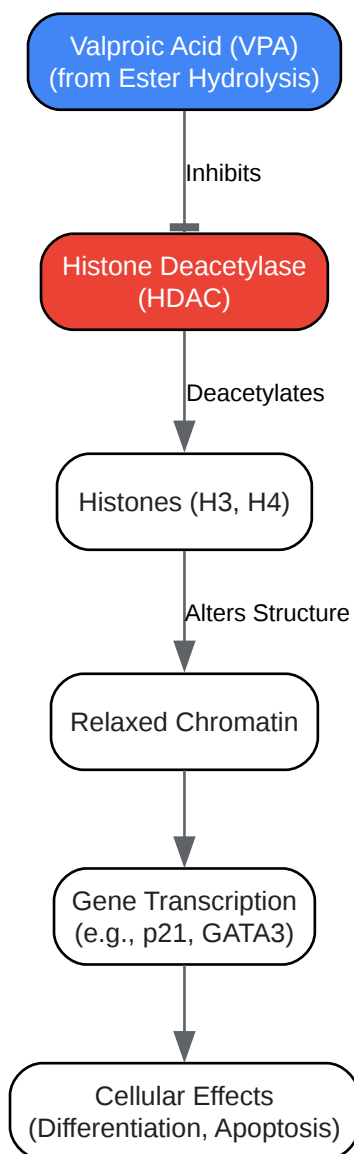 Valproic Acid (VPA)
(from Ester Hydrolysis)
Inhibits
Histone Deacetylase
(HDAC)
Deacetylates
Histones (H3, H4)
Alters Structure
Relaxed Chromatin
Gene Transcription
(e.g., p21, GATA3)
Cellular Effects
(Differentiation, Apoptosis)